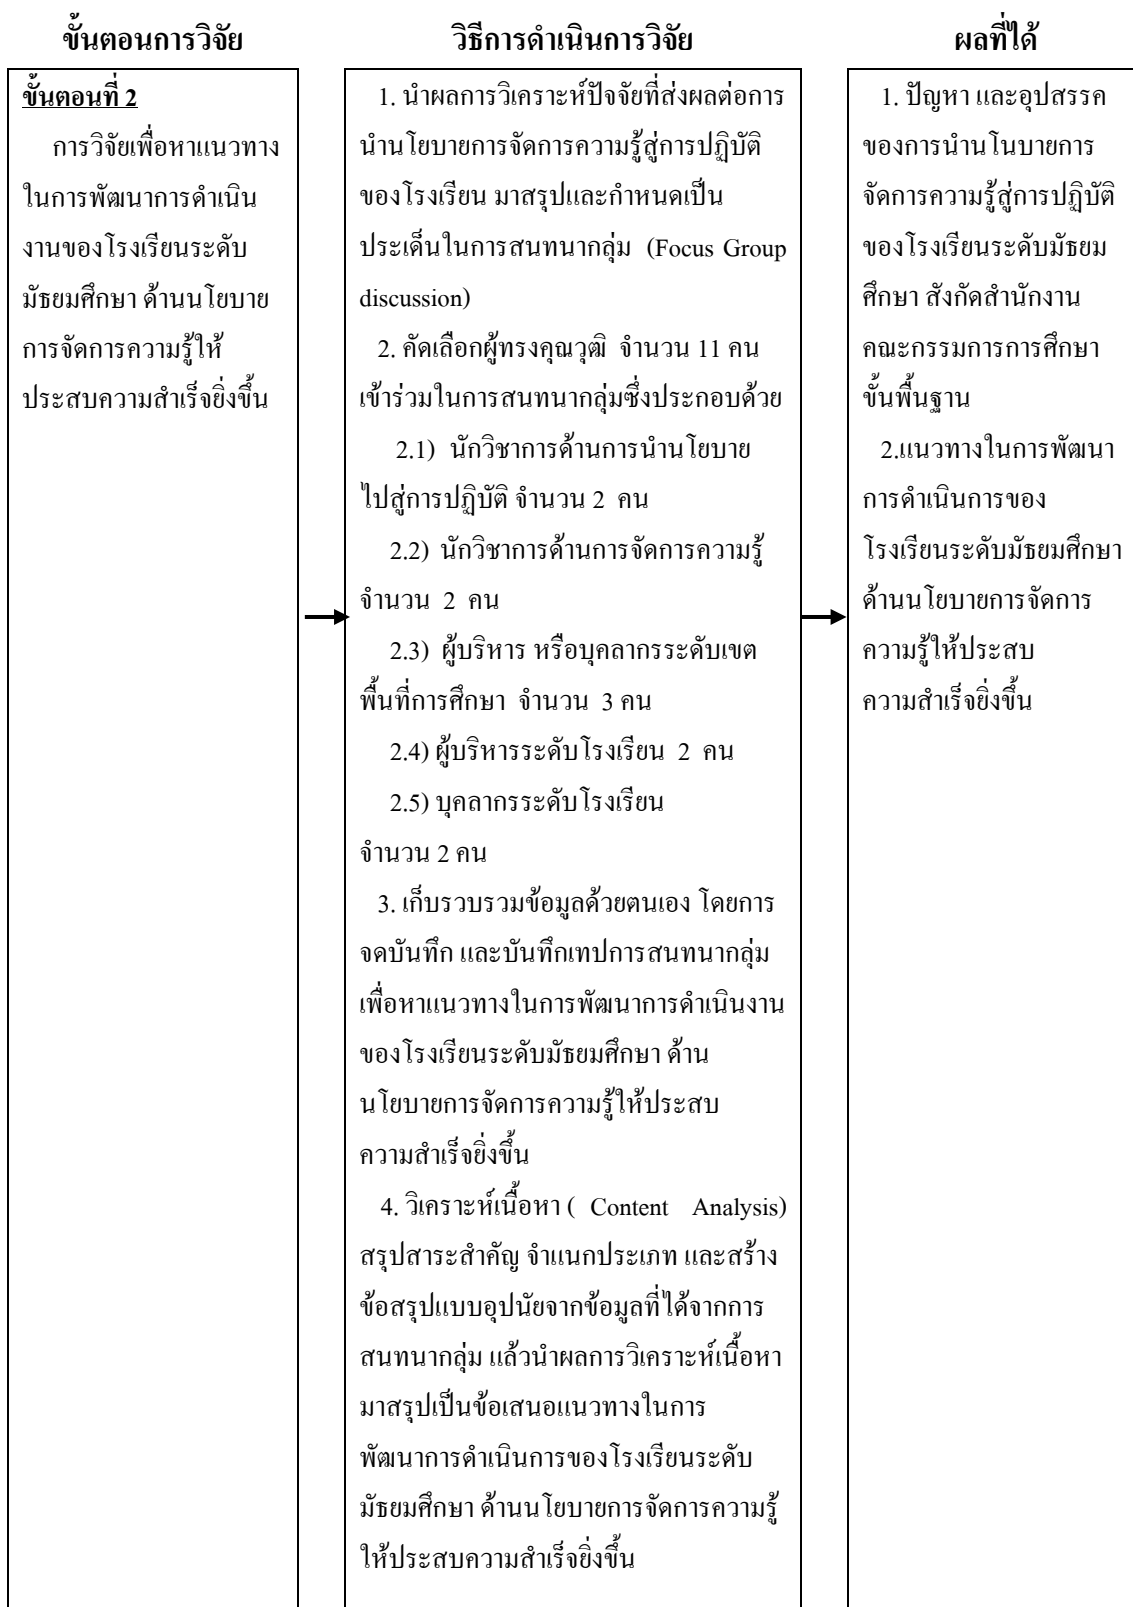 ขั้นตอนการวิจัย
วิธีการดำเนินการวิจัย
ผลที่ได้
ขั้นตอนที่ 2
การวิจัยเพื่อหาแนวทาง
ในการพัฒนาการดำเนิน
งานของโรงเรียนระดับ
มัธยมศึกษา ด้านนโยบาย
การจัดการความรู้ให้
ประสบความสำเร็จยิ่งขึ้น
1. นำผลการวิเคราะห์ปัจจัยที่ส่งผลต่อการ
นำนโยบายการจัดการความรู้สู่การปฏิบัติ
ของโรงเรียน มาสรุปและกำหนดเป็น
ประเด็นในการสนทนากลุ่ม (Focus Group
discussion)
2. คัดเลือกผู้ทรงคุณวุฒิ จำนวน 11 คน
เข้าร่วมในการสนทนากลุ่มซึ่งประกอบด้วย
2.1) นักวิชาการด้านการนำนโยบาย
ไปสู่การปฏิบัติ จำนวน 2 คน
2.2) นักวิชาการด้านการจัดการความรู้
จำนวน 2 คน
2.3) ผู้บริหาร หรือบุคลากรระดับเขต
พื้นที่การศึกษา จำนวน 3 คน
2.4) ผู้บริหารระดับโรงเรียน 2 คน
2.5) บุคลากรระดับโรงเรียน
จำนวน 2 คน
3. เก็บรวบรวมข้อมูลด้วยตนเอง โดยการ
จดบันทึก และบันทึกเทปการสนทนากลุ่ม
เพื่อหาแนวทางในการพัฒนาการดำเนินงาน
ของโรงเรียนระดับมัธยมศึกษา ด้าน
นโยบายการจัดการความรู้ให้ประสบ
ความสำเร็จยิ่งขึ้น
4. วิเคราะห์เนื้อหา ( Content Analysis)
สรุปสาระสำคัญ จำแนกประเภท และสร้าง
ข้อสรุปแบบอุปนัยจากข้อมูลที่ได้จากการ
สนทนากลุ่ม แล้วนำผลการวิเคราะห์เนื้อหา
มาสรุปเป็นข้อเสนอแนวทางในการ
พัฒนาการดำเนินการของโรงเรียนระดับ
มัธยมศึกษา ด้านนโยบายการจัดการความรู้
ให้ประสบความสำเร็จยิ่งขึ้น
1. ปัญหา และอุปสรรค
ของการนำนโนบายการ
จัดการความรู้สู่การปฏิบัติ
ของโรงเรียนระดับมัธยม
ศึกษา สังกัดสำนักงาน
คณะกรรมการการศึกษา
ขั้นพื้นฐาน
2.แนวทางในการพัฒนา
การดำเนินการของ
โรงเรียนระดับมัธยมศึกษา
ด้านนโยบายการจัดการ
ความรู้ให้ประสบ
ความสำเร็จยิ่งขึ้น